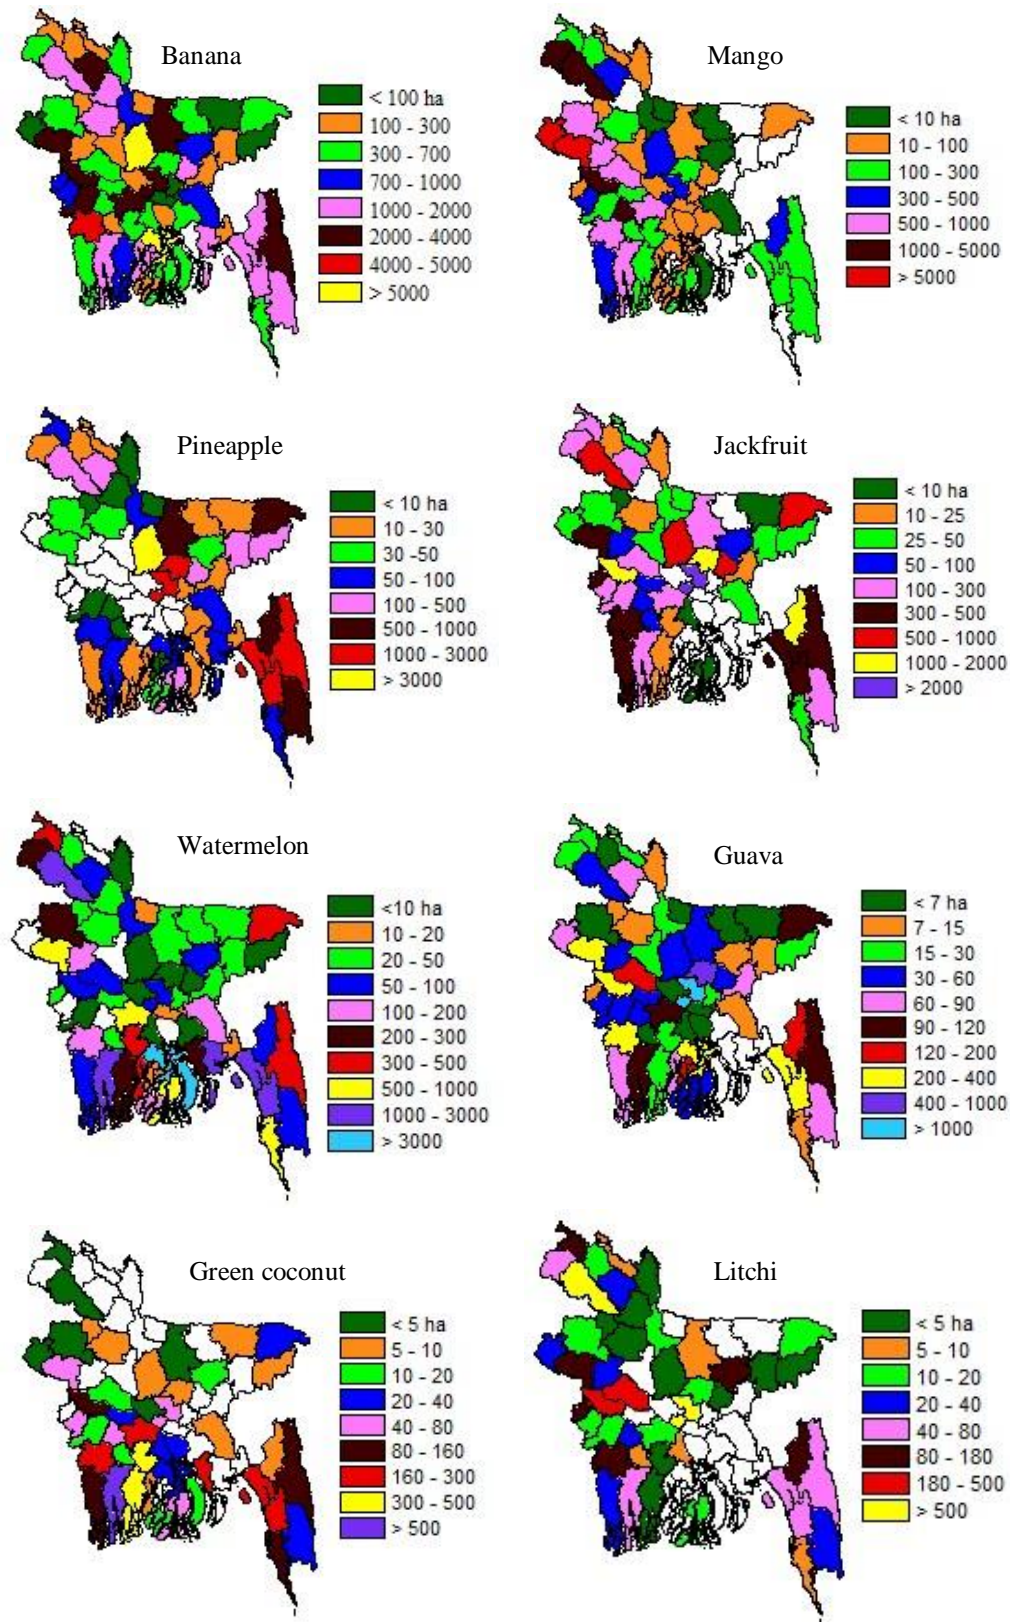 Banana
< 100 ha
100 - 300
300 - 700
700 - 1000
1000 - 2000
2000 - 4000
4000 - 5000
> 5000
Mango
< 10 ha
10 - 100
100 - 300
300 - 500
500 - 1000
1000 - 5000
> 5000
Pineapple
< 10 ha
10 - 30
30 -50
50 - 100
100 - 500
500 - 1000
1000 - 3000
> 3000
Jackfruit
< 10 ha
10 - 25
25 - 50
50 - 100
100 - 300
300 - 500
500 - 1000
1000 - 2000
> 2000
Watermelon
<10 ha
10 - 20
20 - 50
50 - 100
100 - 200
200 - 300
300 - 500
500 - 1000
1000 - 3000
> 3000
Guava
< 7 ha
7 - 15
15 - 30
30 - 60
60 - 90
90 - 120
120 - 200
200 - 400
400 - 1000
> 1000
Green coconut
< 5 ha
5 - 10
10 - 20
20 - 40
40 - 80
80 - 160
160 - 300
300 - 500
> 500
Litchi
< 5 ha
5 - 10
10 - 20
20 - 40
40 - 80
80 - 180
180 - 500
> 500